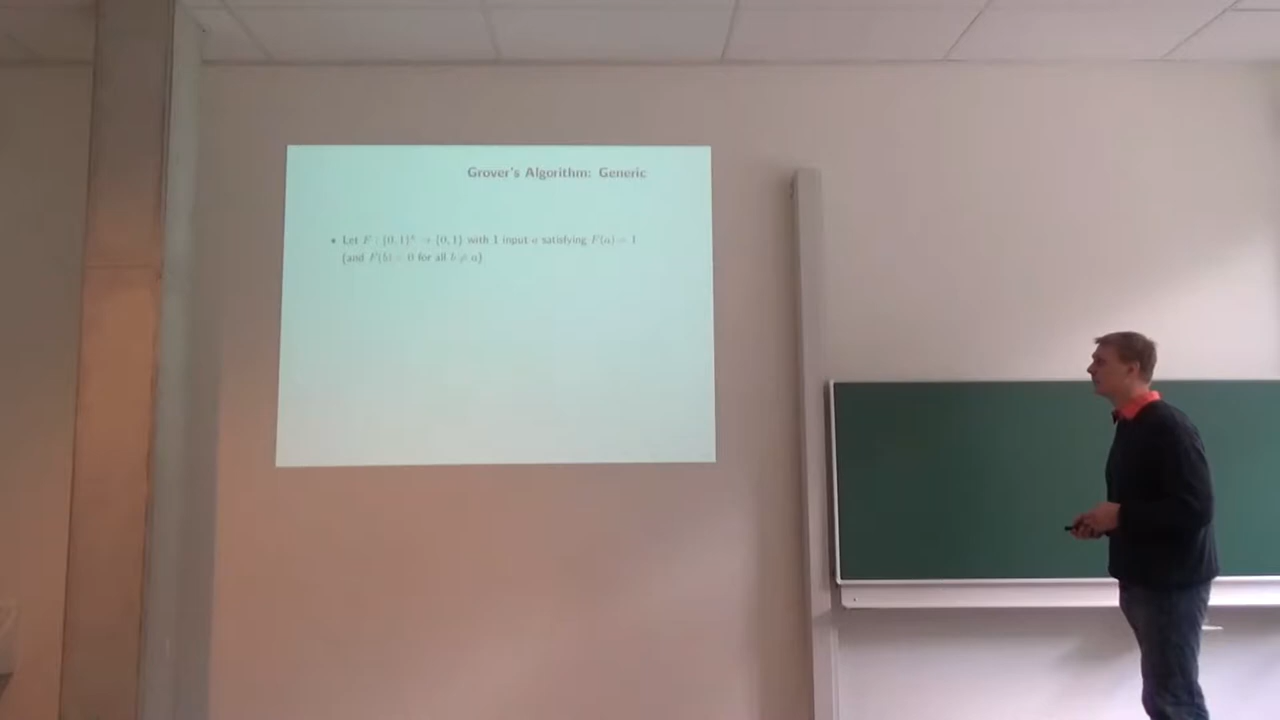 Grover's Algorithm: Generic
• Let F : {0, 1}ⁿ → {0, 1} with 1 input a satisfying F(a) = 1
(and F(b) = 0 for all b ≠ a)